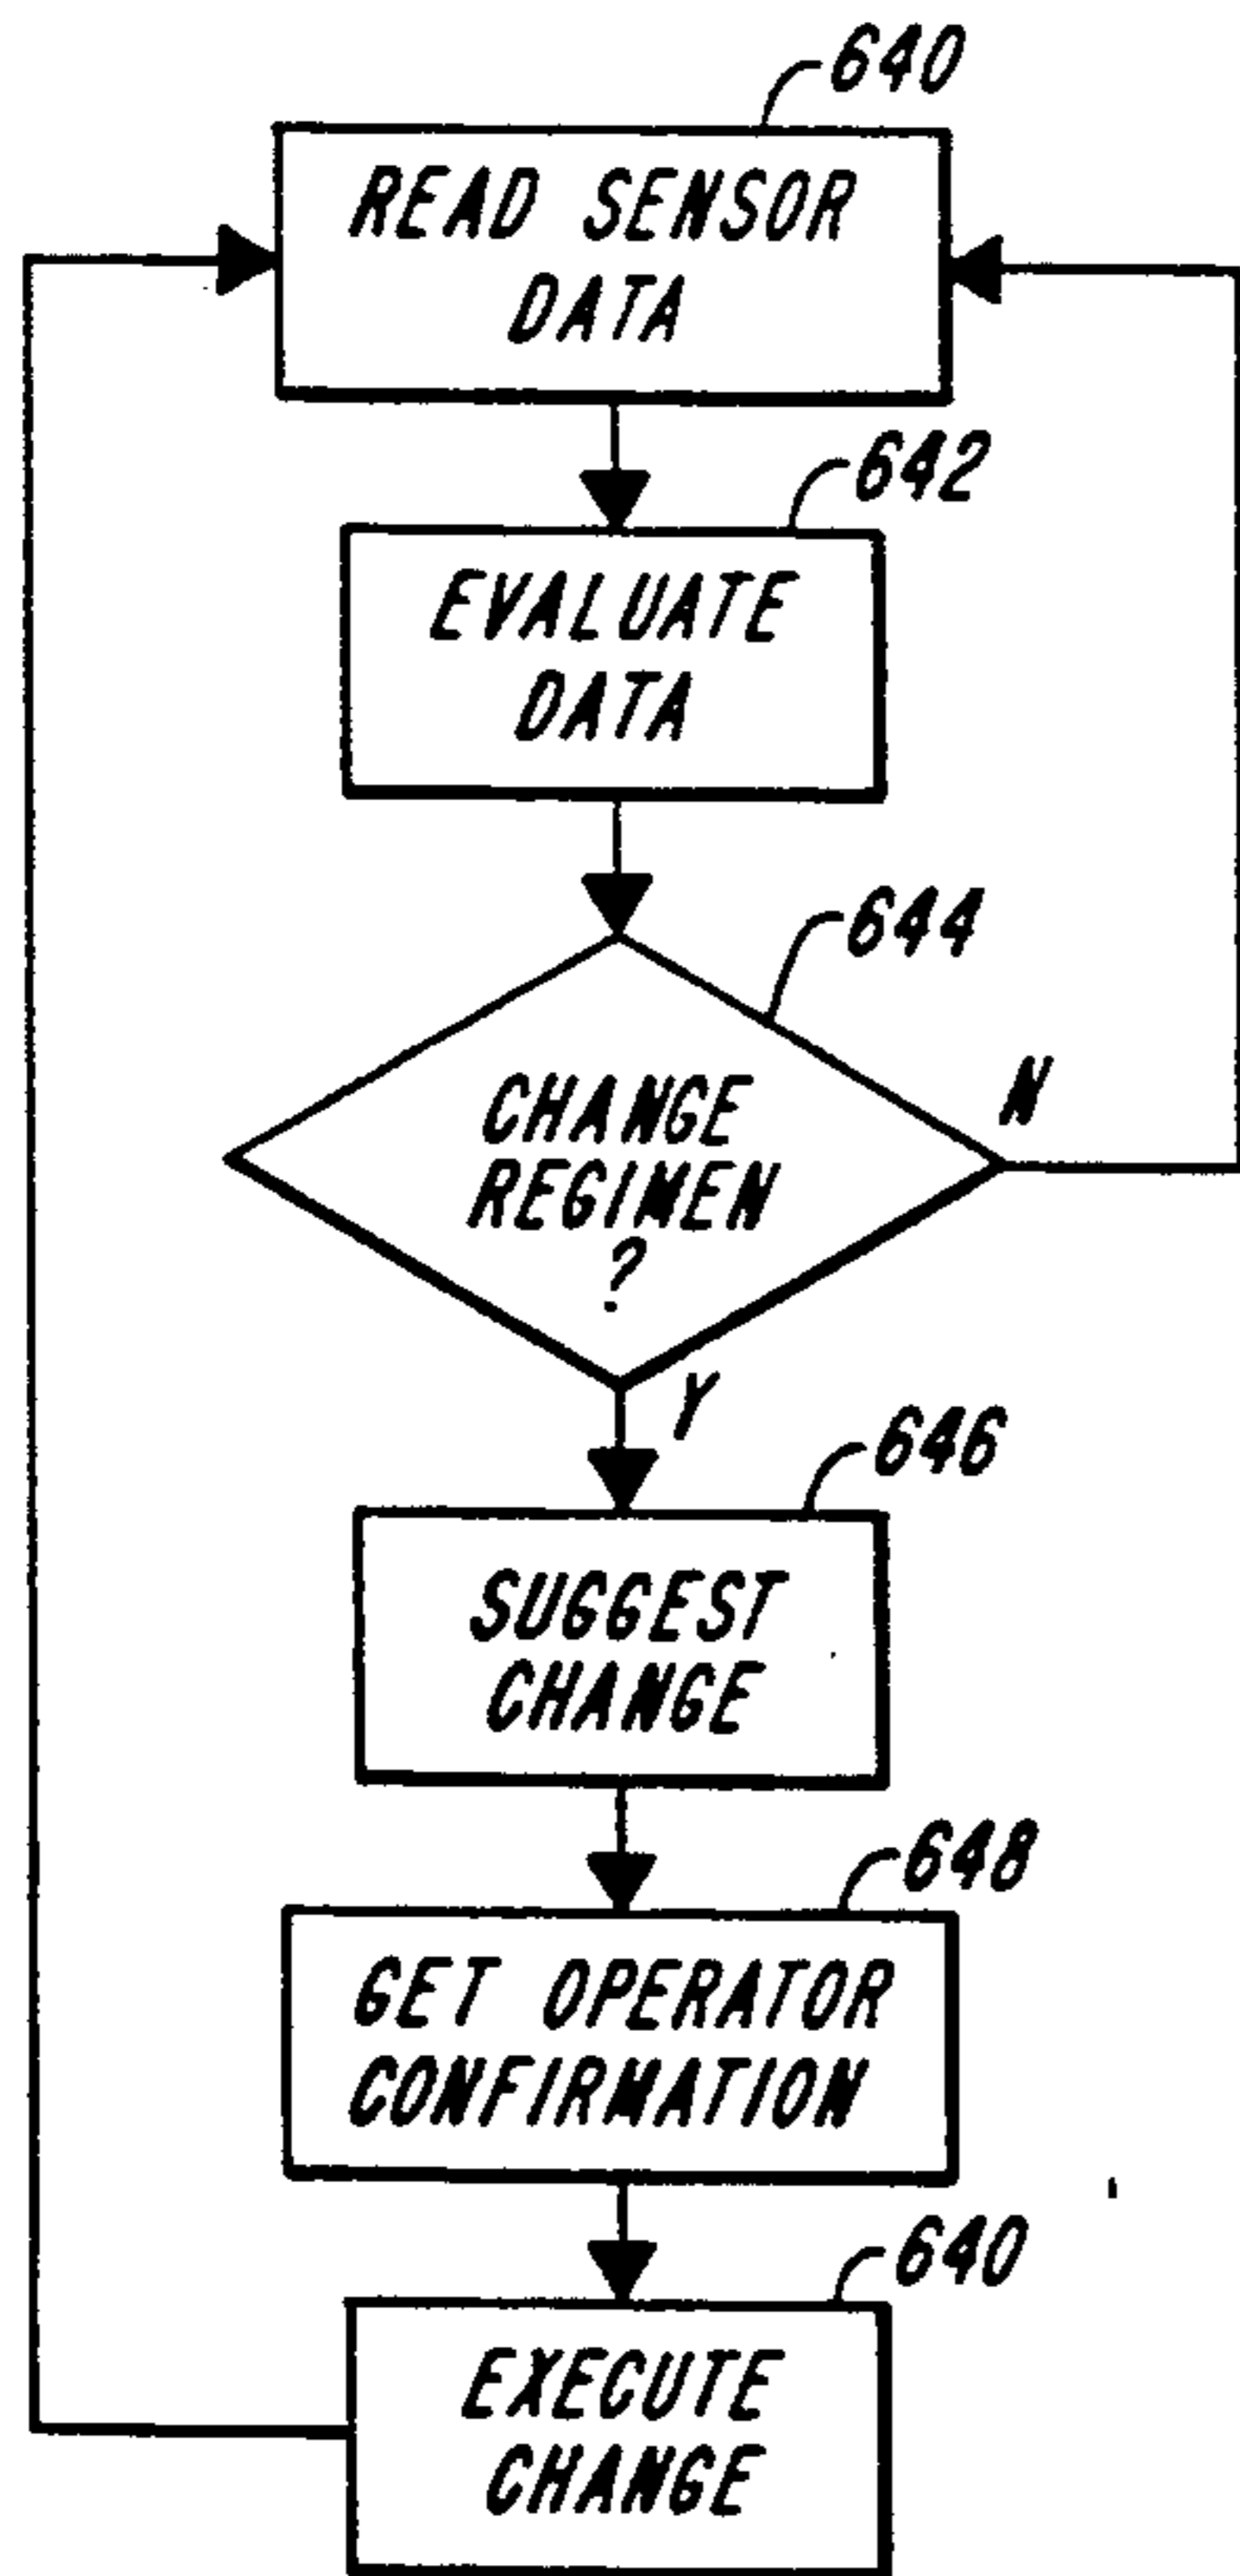 640
READ SENSOR
DATA
642
EVALUATE
DATA
644
CHANGE
REGIMEN
?
N
Y
646
SUGGEST
CHANGE
648
GET OPERATOR
CONFIRMATION
640
EXECUTE
CHANGE